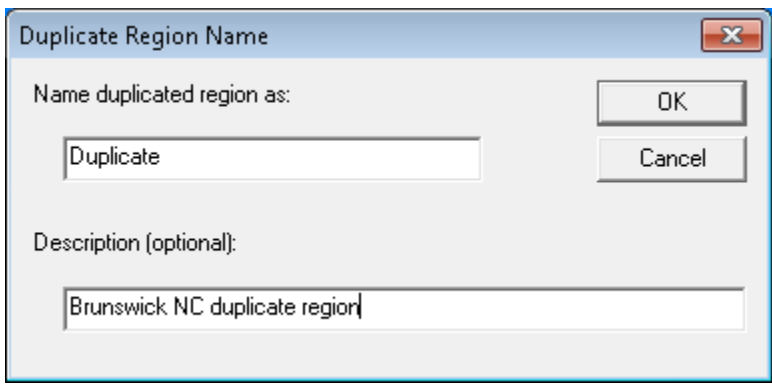 Duplicate Region Name
Name duplicated region as:
OK
Duplicate
Cancel
Description (optional):
Brunswick NC duplicate region